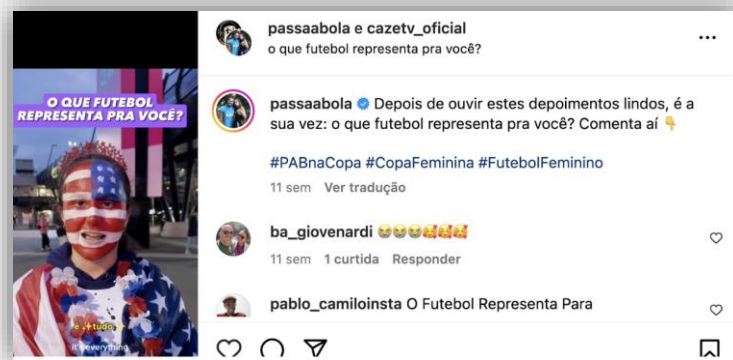 passaabola e cazetv_oficial
o que futebol representa pra você?
O QUE FUTEBOL
REPRESENTA PRA VOCÊ?
é ✨tudo ✨
It's everything
passaabola Depois de ouvir estes depoimentos lindos, é a
sua vez: o que futebol representa pra você? Comenta aí 👇
#PABnaCopa #CopaFeminina #FutebolFeminino
11 sem Ver tradução
ba_giovenardi 😭😭😭🥰🥰🥰
11 sem 1 curtida Responder
pablo_camiloinsta O Futebol Representa Para